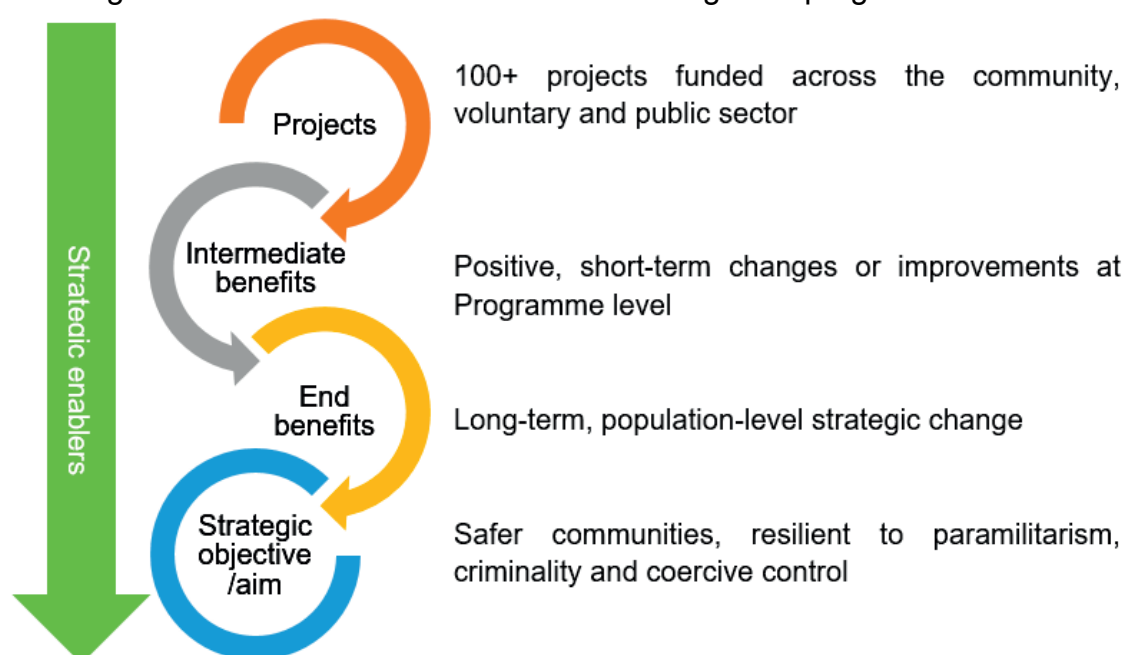 Projects
100+ projects funded across the community,
voluntary and public sector
Intermediate
benefits
Positive, short-term changes or improvements at
Programme level
End
benefits
Long-term, population-level strategic change
Strategic
objective
/aim
Safer communities, resilient to paramilitarism,
criminality and coercive control
Strategic enablers